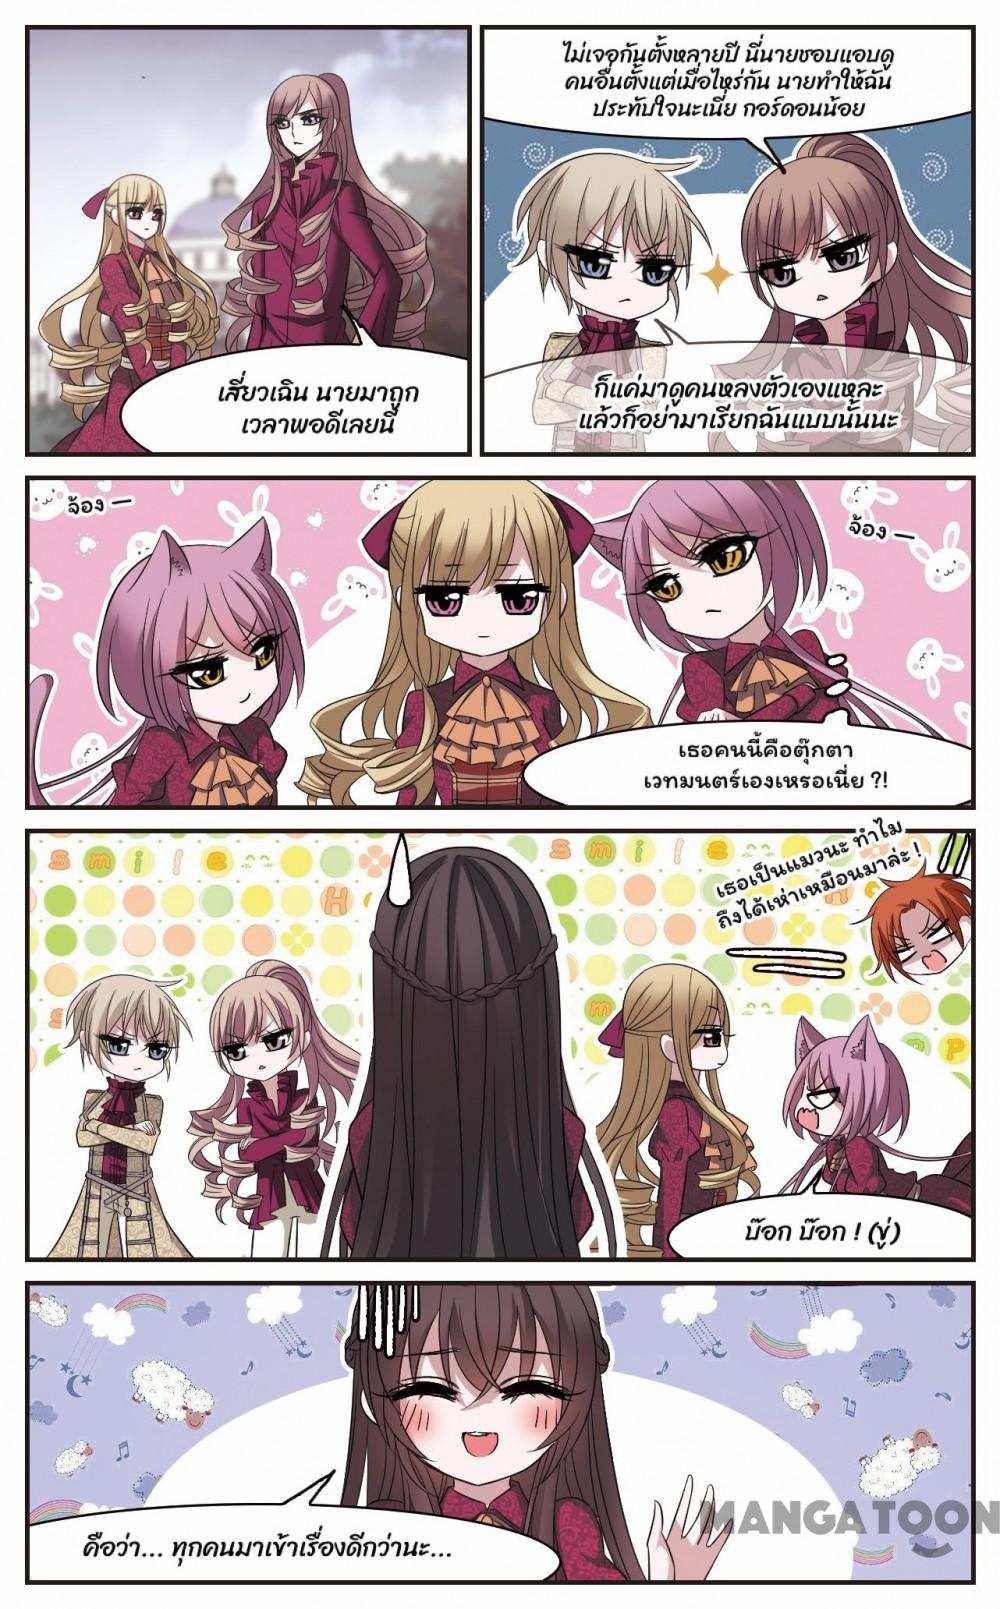 เสี่ยวเฉิน นายมาถูก
เวลาพอดีเลยนี่
ไม่เจอกันตั้งหลายปี นี่นายชอบแอบดู
คนอื่นตั้งแต่เมื่อไหร่กัน นายทำให้ฉัน
ประทับใจนะเนี่ย กอร์ดอนน้อย
ก็แค่มาดูคนหลงตัวเองแหละ
แล้วก็อย่ามาเรียกฉันแบบนั้นนะ
จ้อง —
จ้อง —
เธอคนนี้คือตุ๊กตา
เวทมนตร์เองเหรอเนี่ย ?!
smile
smile
เธอเป็นแมวนะ ทำไม
ถึงได้เห่าเหมือนหมาล่ะ !
บ๊อก บ๊อก ! (ขู่)
คือว่า... ทุกคนมาเข้าเรื่องดีกว่านะ...
MANGATOON